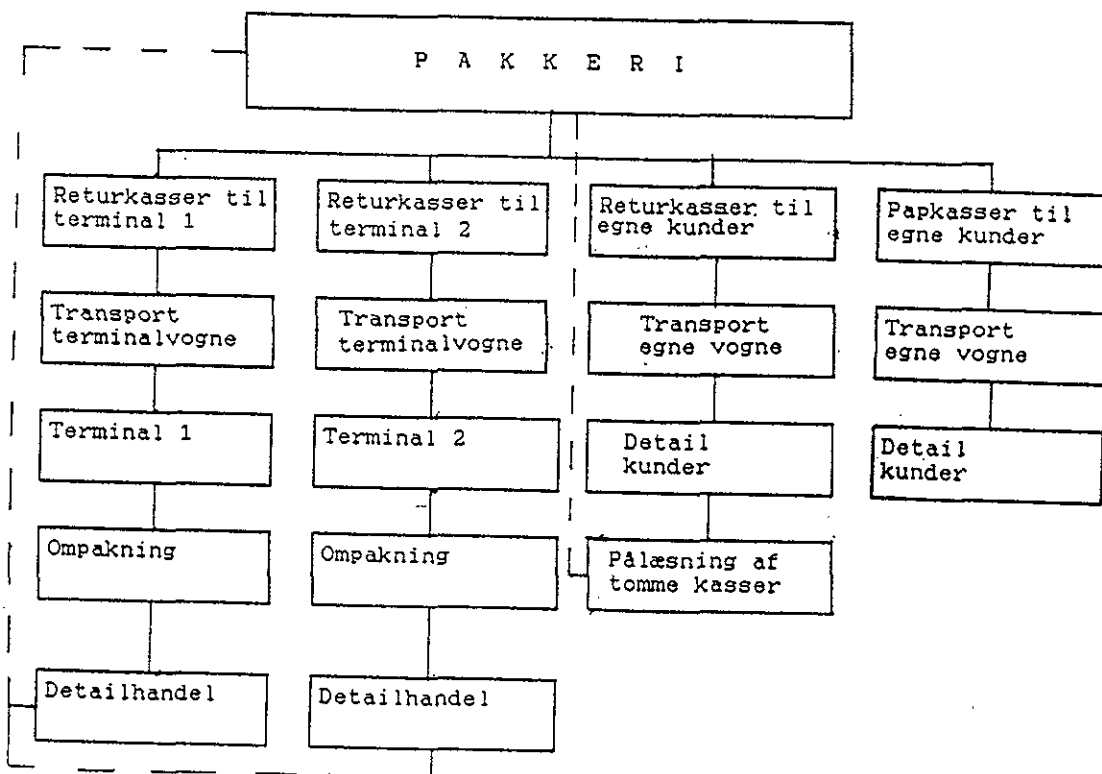 P A K K E R I
Returkasser til
terminal 1
Returkasser til
terminal 2
Returkasser til
egne kunder
Papkasser til
egne kunder
Transport
terminalvogne
Transport
terminalvogne
Transport
egne vogne
Transport
egne vogne
Terminal 1
Terminal 2
Detail
kunder
Detail
kunder
Ompakning
Ompakning
Pålæsning af
tomme kasser
Detailhandel
Detailhandel